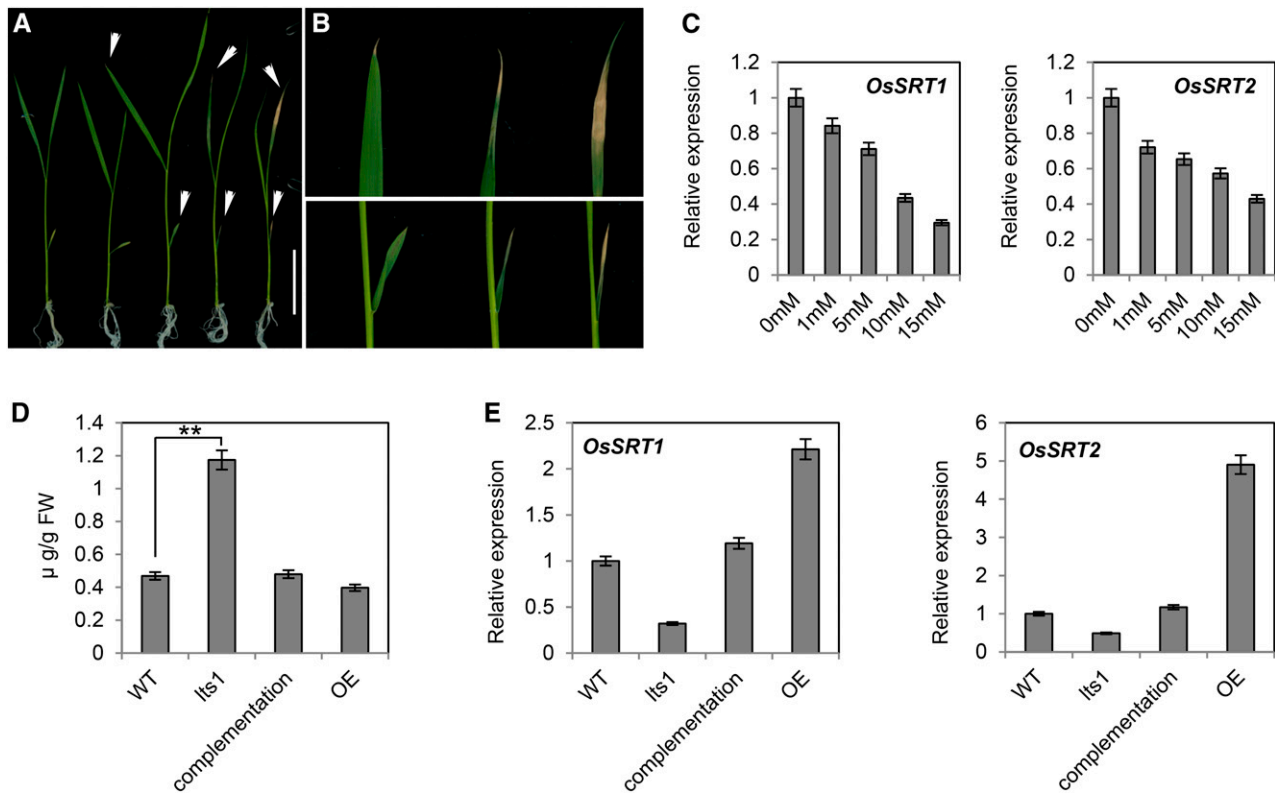 A
B
C
1.2
1
0.8
0.6
0.4
0.2
0
Relative expression
OsSRT1
0mM
1mM
5mM
10mM
15mM
1.2
1
0.8
0.6
0.4
0.2
0
Relative expression
OsSRT2
0mM
1mM
5mM
10mM
15mM
D
1.4
1.2
1
0.8
0.6
0.4
0.2
0
µ g/g FW
**
WT
lts1
complementation
OE
E
2.5
2
1.5
1
0.5
0
Relative expression
OsSRT1
WT
lts1
complementation
OE
6
5
4
3
2
1
0
Relative expression
OsSRT2
WT
lts1
complementation
OE